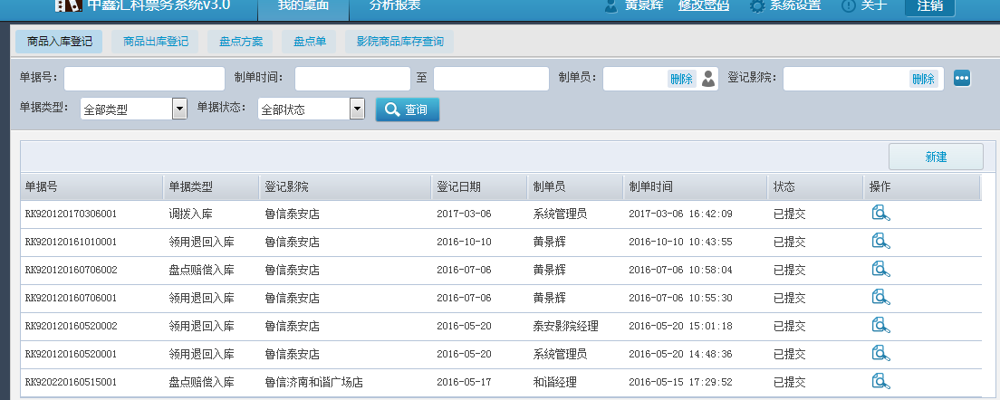 中鑫汇科票务系统v3.0 我的桌面 分析报表 黄景辉 修改密码 系统设置 关于 注销
商品入库登记 商品出库登记 盘点方案 盘点单 影院商品库存查询
单据号: 制单时间: 至 制单员: 删除 登记影院: 删除
单据类型: 全部类型 单据状态: 全部状态 查询
新建
单据号 单据类型 登记影院 登记日期 制单员 制单时间 状态 操作
RK920120170306001 调拨入库 鲁信泰安店 2017-03-06 系统管理员 2017-03-06 16:42:09 已提交
RK920120161010001 领用退回入库 鲁信泰安店 2016-10-10 黄景辉 2016-10-10 10:43:55 已提交
RK920120160706002 盘点赔偿入库 鲁信泰安店 2016-07-06 黄景辉 2016-07-06 10:58:04 已提交
RK920120160706001 领用退回入库 鲁信泰安店 2016-07-06 黄景辉 2016-07-06 10:55:30 已提交
RK920120160520002 领用退回入库 鲁信泰安店 2016-05-20 泰安影院经理 2016-05-20 15:01:18 已提交
RK920120160520001 领用退回入库 鲁信泰安店 2016-05-20 系统管理员 2016-05-20 14:48:36 已提交
RK920220160515001 盘点赔偿入库 鲁信济南和谐广场店 2016-05-17 和谐经理 2016-05-15 17:29:52 已提交